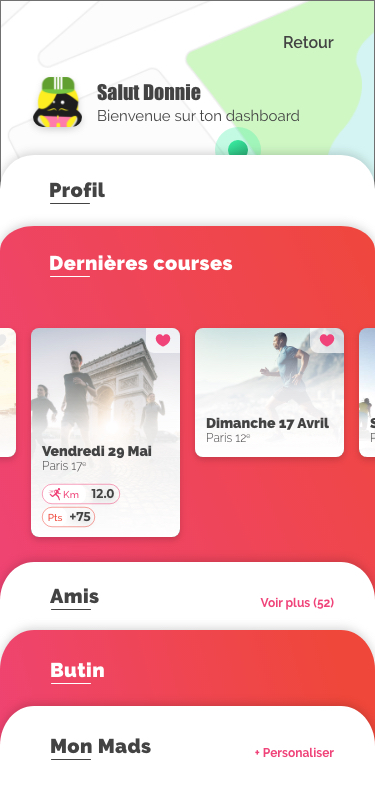 Retour
Salut Donnie
Bienvenue sur ton dashboard
Profil
Dernières courses
Vendredi 29 Mai
Paris 17e
Km 12.0
Pts +75
Dimanche 17 Avril
Paris 12e
Amis
Voir plus (52)
Butin
Mon Mads
+ Personaliser